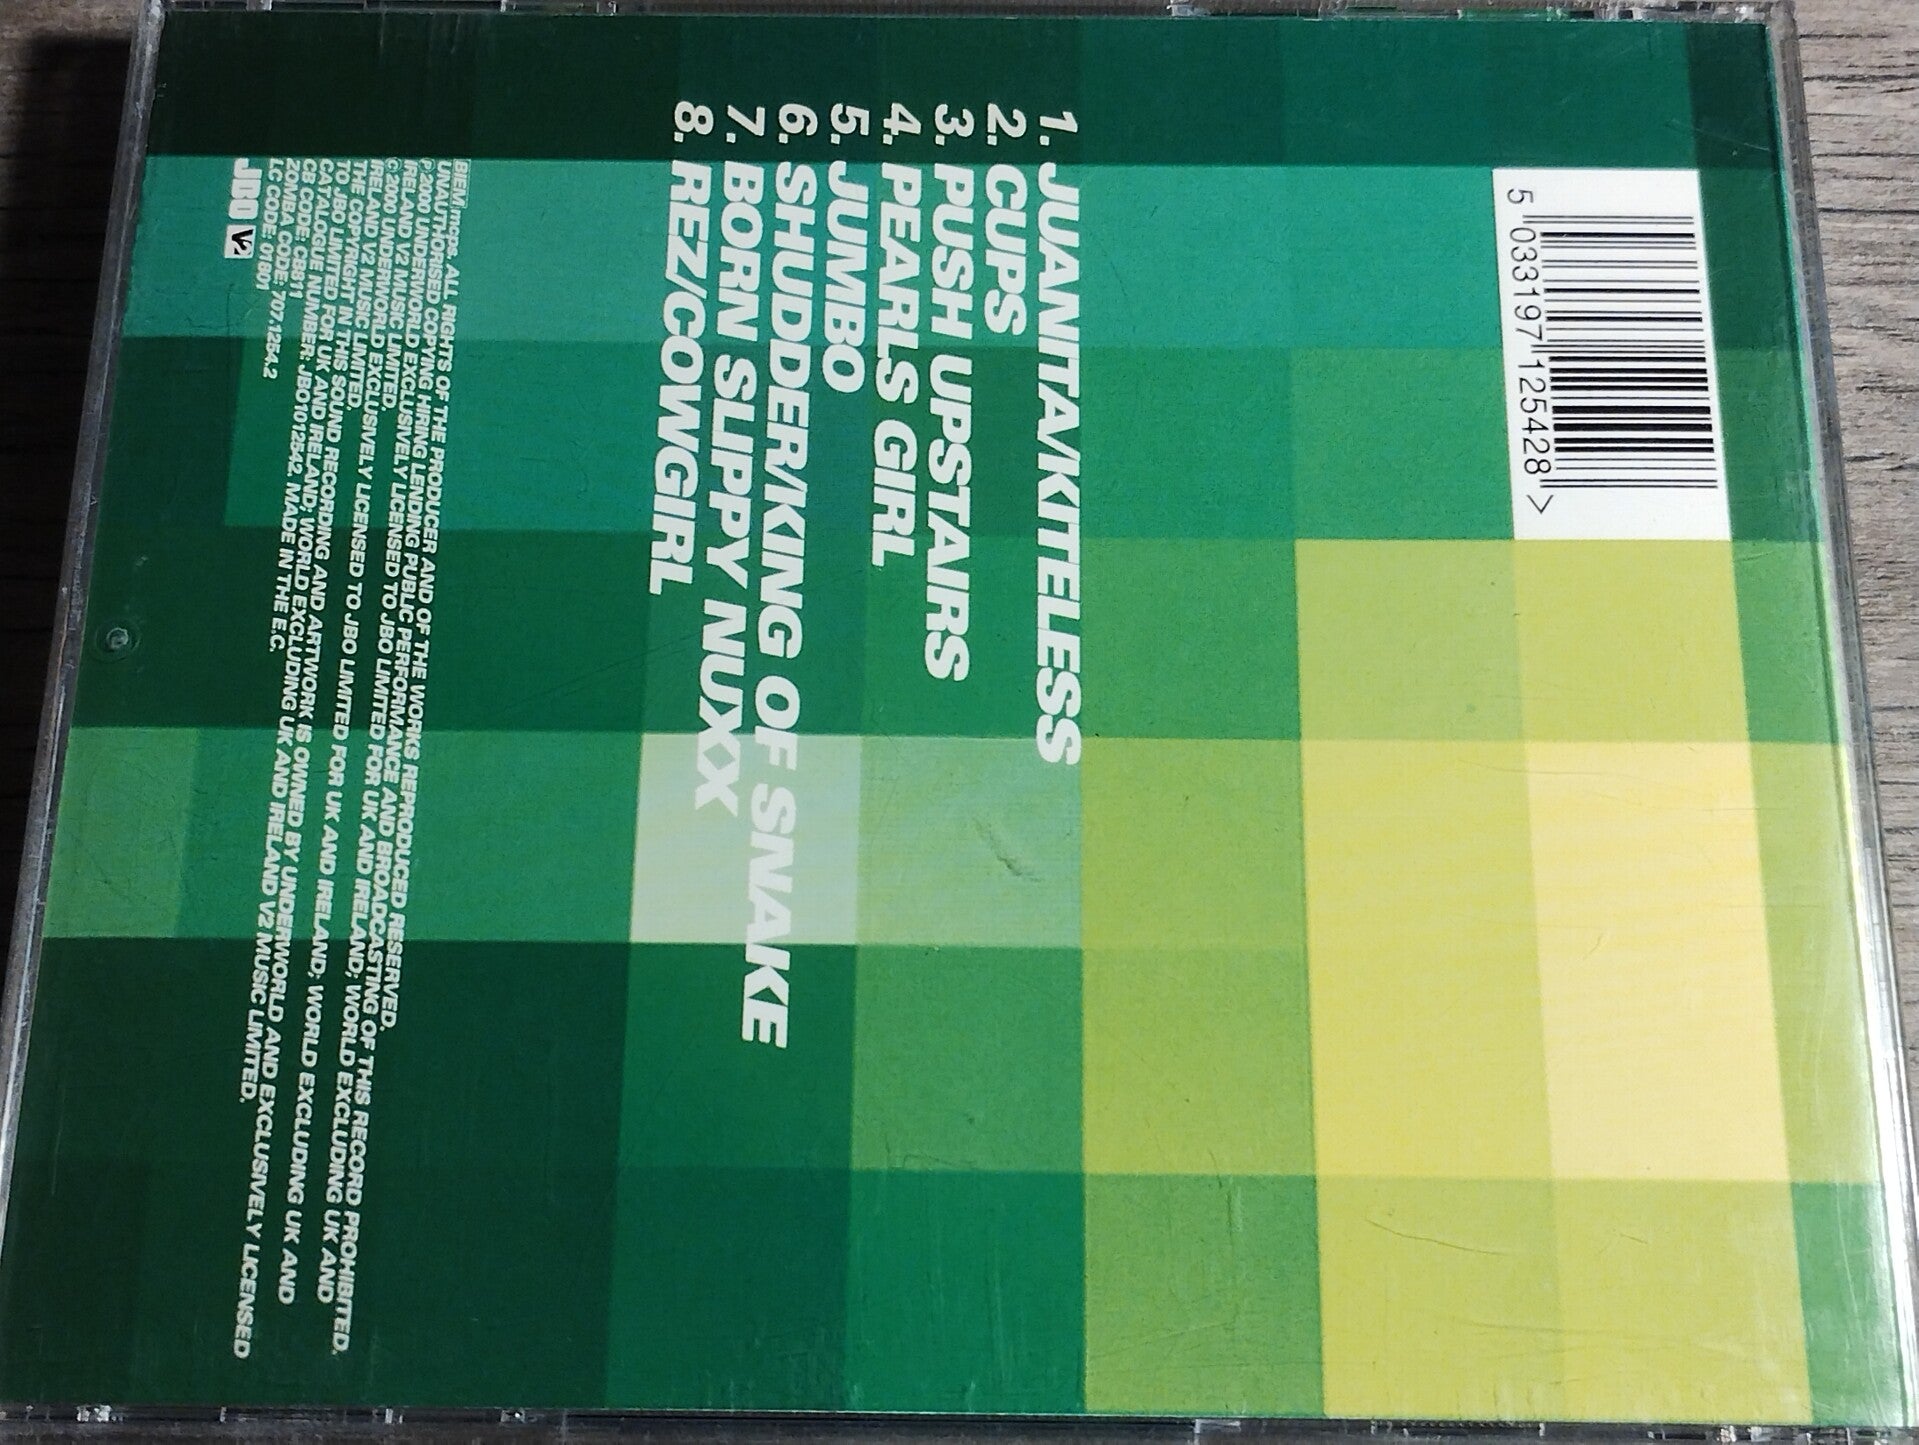 5 033197 125428 >
1. JUANITA/KITELESS
2. CUPS
3. PUSH UPSTAIRS
4. PEARLS GIRL
5. JUMBO
6. SHUDDER/KING OF SNAKE
7. BORN SLIPPY NUXX
8. REZ/COWGIRL
BIEM mcps. ALL RIGHTS OF THE PRODUCER AND OF THE WORKS REPRODUCED RESERVED.
UNAUTHORISED COPYING HIRING LENDING PUBLIC PERFORMANCE AND BROADCASTING OF THIS RECORD PROHIBITED.
℗ 2000 UNDERWORLD EXCLUSIVELY LICENSED TO JBO LIMITED FOR UK AND IRELAND; WORLD EXCLUDING UK AND
IRELAND V2 MUSIC LIMITED.
© 2000 UNDERWORLD EXCLUSIVELY LICENSED TO JBO LIMITED FOR UK AND IRELAND; WORLD EXCLUDING UK AND
IRELAND V2 MUSIC LIMITED.
THE COPYRIGHT IN THIS SOUND RECORDING AND ARTWORK IS OWNED BY UNDERWORLD AND EXCLUSIVELY LICENSED
TO JBO LIMITED FOR UK AND IRELAND; WORLD EXCLUDING UK AND IRELAND V2 MUSIC LIMITED.
CATALOGUE NUMBER: JBO1012542. MADE IN THE E.C.
CB CODE: CB811
ZOMBA CODE: 707.1254.2
LC CODE: 01801
JBO V2